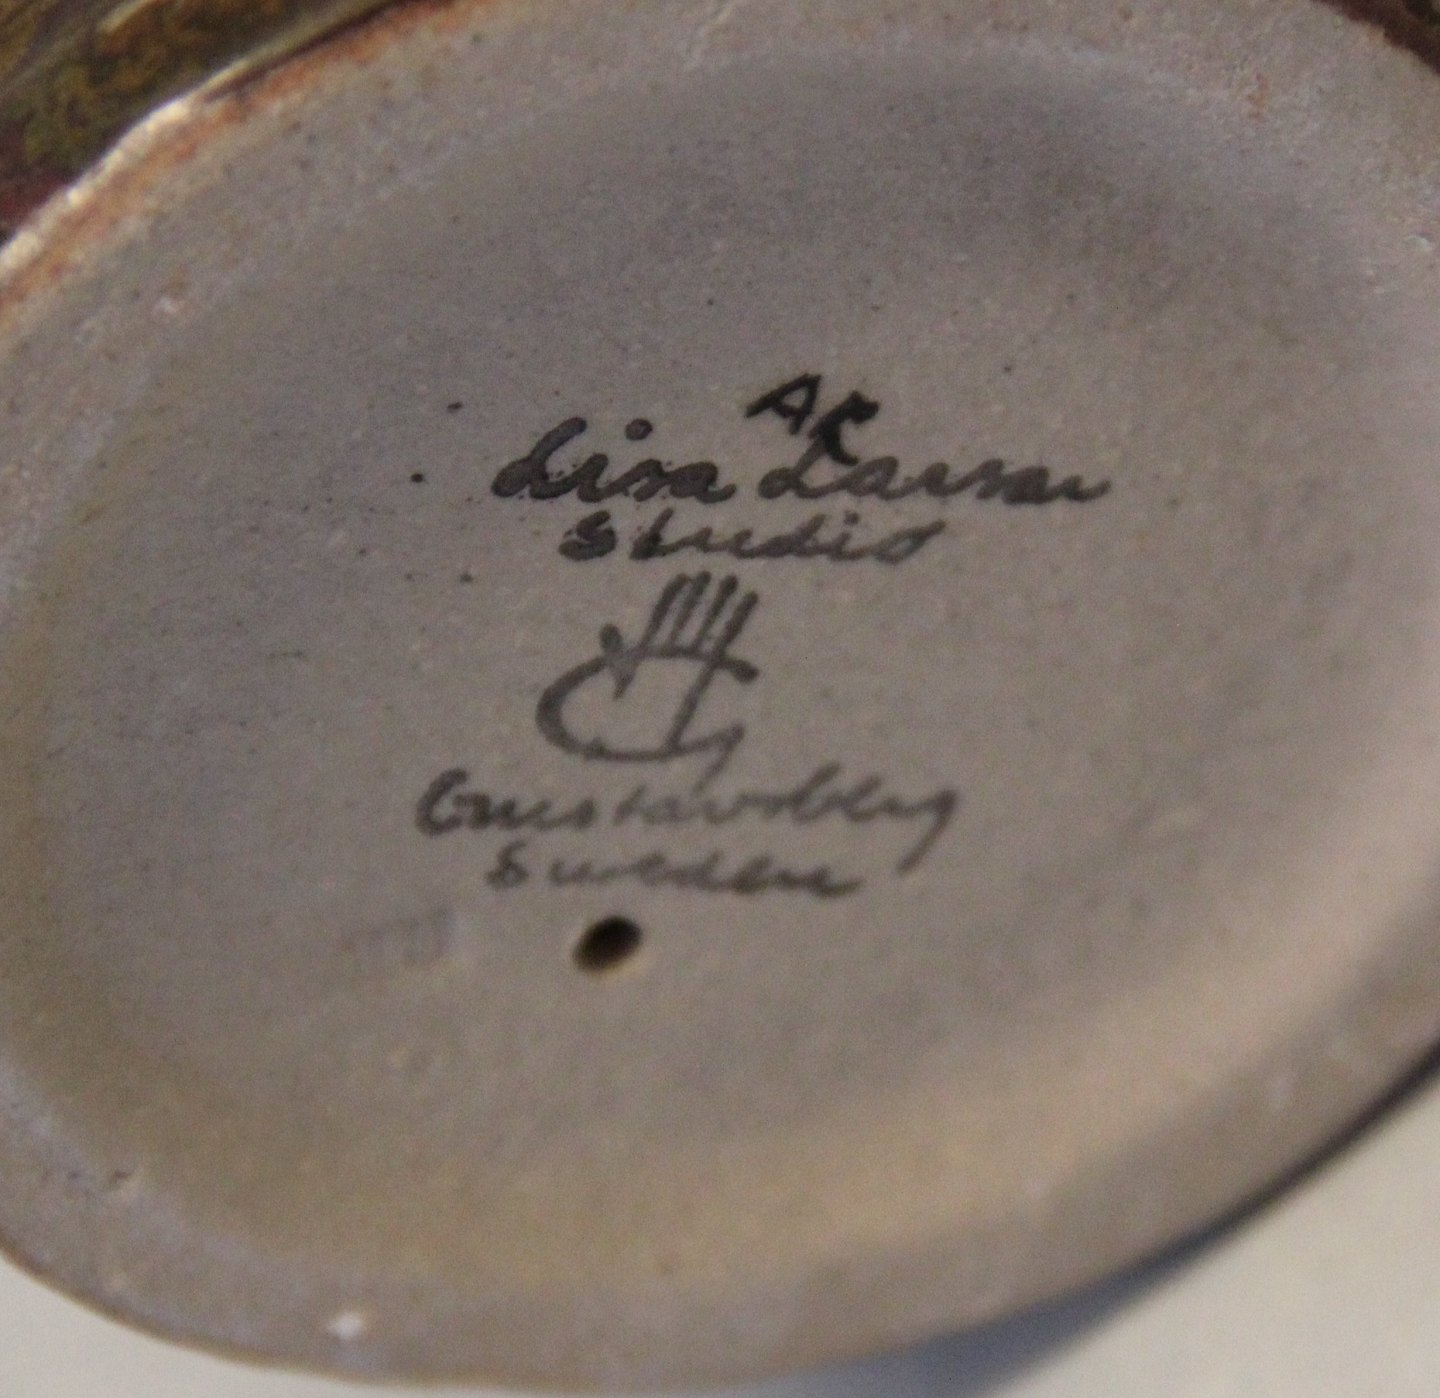 AK
Lisa Larson
Studio
G
Gustavsberg
Sweden